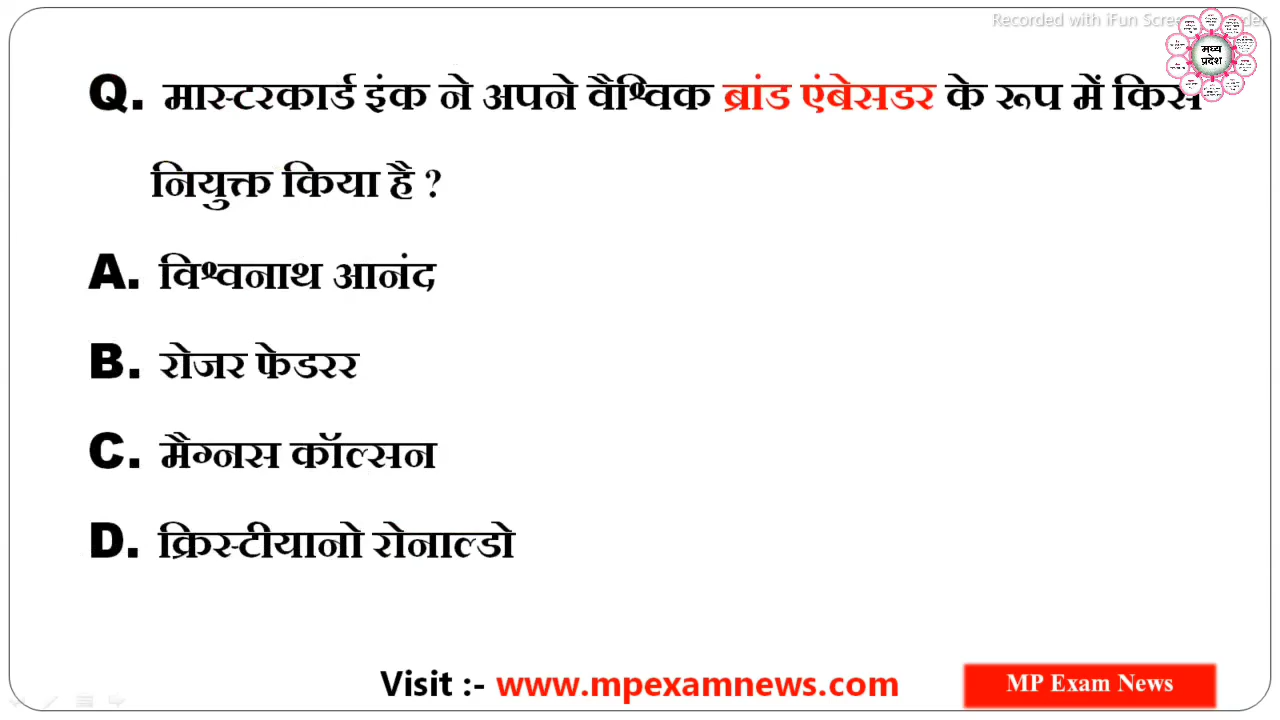 Recorded with iFun Screen
मध्य
प्रदेश
Q. मास्टरकार्ड इंक ने अपने वैश्विक ब्रांड एंबेसडर के रूप में किस
नियुक्त किया है ?
A. विश्वनाथ आनंद
B. रोजर फेडरर
C. मैग्नस कॉल्सन
D. क्रिस्टीयानो रोनाल्डो
Visit :- www.mpexamnews.com
MP Exam News